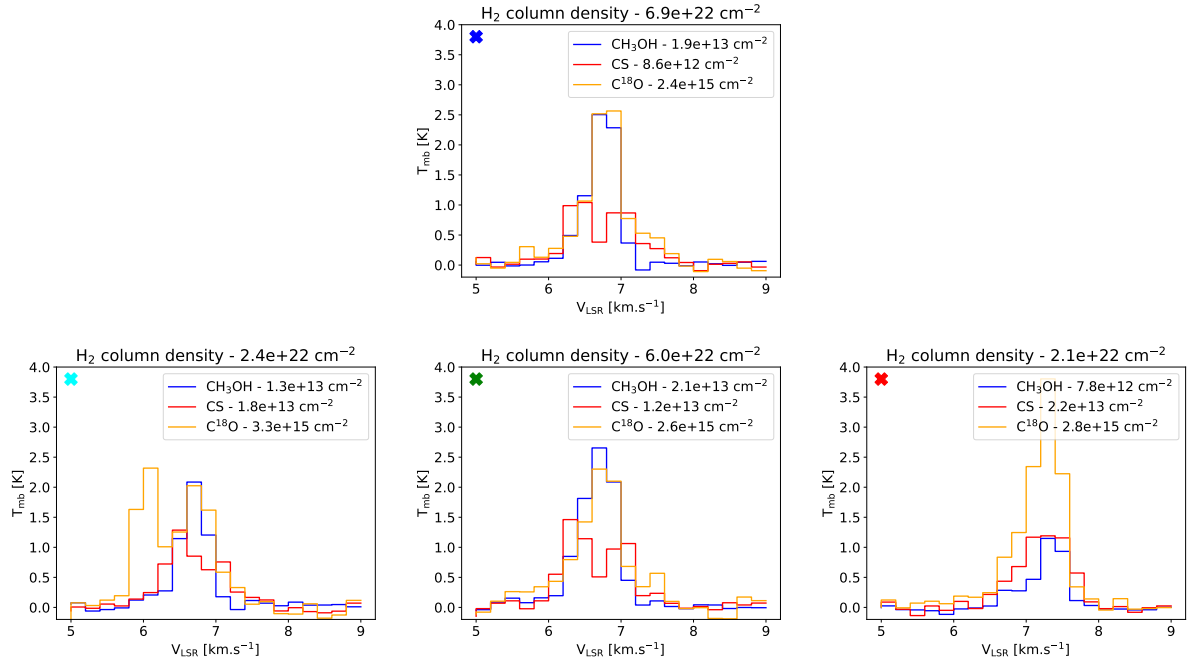 H₂ column density - 6.9e+22 cm⁻²
4.0
3.5
3.0
2.5
2.0
1.5
1.0
0.5
0.0
T_mb [K]
CH₃OH - 1.9e+13 cm⁻²
CS - 8.6e+12 cm⁻²
C¹⁸O - 2.4e+15 cm⁻²
5 6 7 8 9
V_LSR [km.s⁻¹]
H₂ column density - 2.4e+22 cm⁻²
4.0
3.5
3.0
2.5
2.0
1.5
1.0
0.5
0.0
T_mb [K]
CH₃OH - 1.3e+13 cm⁻²
CS - 1.8e+13 cm⁻²
C¹⁸O - 3.3e+15 cm⁻²
5 6 7 8 9
V_LSR [km.s⁻¹]
H₂ column density - 6.0e+22 cm⁻²
4.0
3.5
3.0
2.5
2.0
1.5
1.0
0.5
0.0
T_mb [K]
CH₃OH - 2.1e+13 cm⁻²
CS - 1.2e+13 cm⁻²
C¹⁸O - 2.6e+15 cm⁻²
5 6 7 8 9
V_LSR [km.s⁻¹]
H₂ column density - 2.1e+22 cm⁻²
4.0
3.5
3.0
2.5
2.0
1.5
1.0
0.5
0.0
T_mb [K]
CH₃OH - 7.8e+12 cm⁻²
CS - 2.2e+13 cm⁻²
C¹⁸O - 2.8e+15 cm⁻²
5 6 7 8 9
V_LSR [km.s⁻¹]